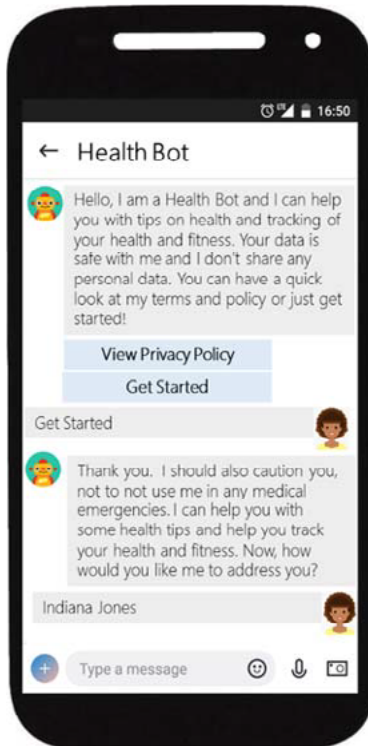 16:50
← Health Bot
Hello, I am a Health Bot and I can help
you with tips on health and tracking of
your health and fitness. Your data is
safe with me and I don't share any
personal data. You can have a quick
look at my terms and policy or just get
started!
View Privacy Policy
Get Started
Get Started
Thank you. I should also caution you,
not to not use me in any medical
emergencies. I can help you with
some health tips and help you track
your health and fitness. Now, how
would you like me to address you?
Indiana Jones
Type a message